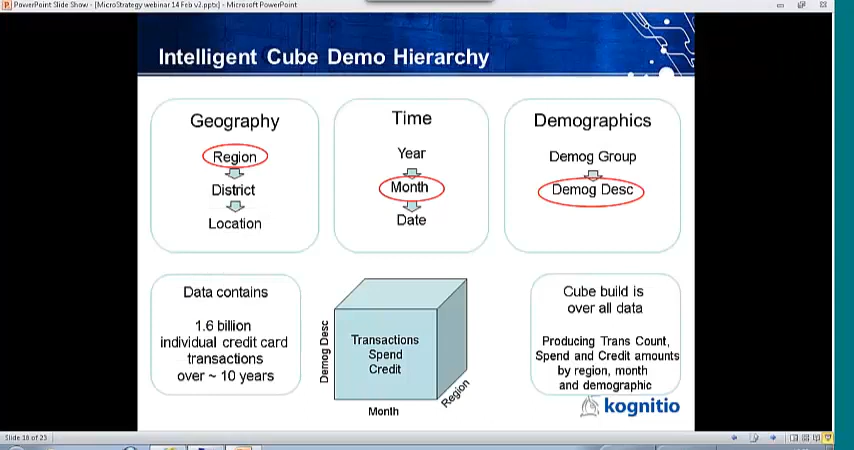 PowerPoint Slide Show - [MicroStrategy webinar 14 Feb v2.pptx] - Microsoft PowerPoint
Intelligent Cube Demo Hierarchy
Geography
Region
District
Location
Time
Year
Month
Date
Demographics
Demog Group
Demog Desc
Data contains
1.6 billion
individual credit card
transactions
over ~ 10 years
Demog Desc
Transactions
Spend
Credit
Month
Region
Cube build is
over all data
Producing Trans Count,
Spend and Credit amounts
by region, month
and demographic
kognitio
Slide 18 of 23